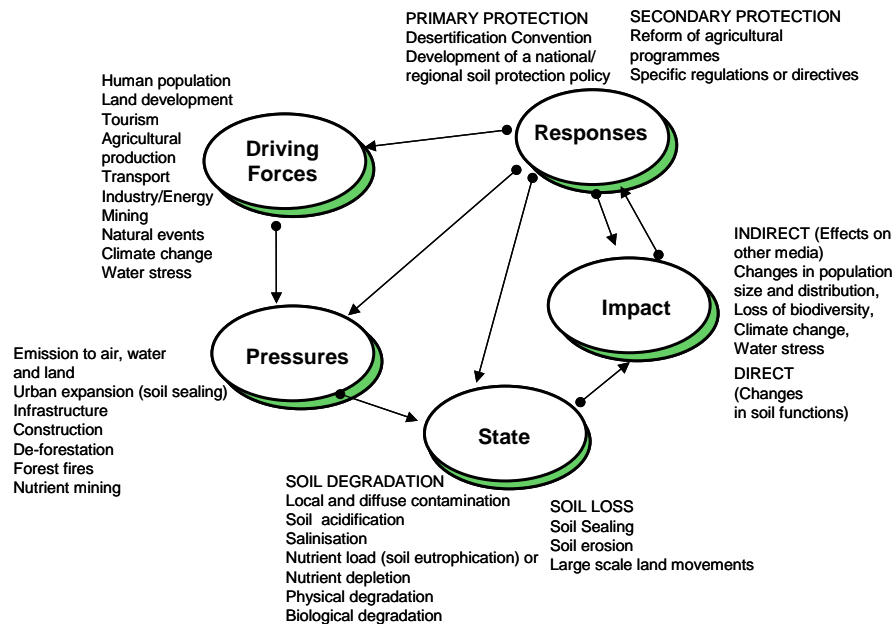 PRIMARY PROTECTION
Desertification Convention
Development of a national/
regional soil protection policy
SECONDARY PROTECTION
Reform of agricultural
programmes
Specific regulations or directives
Human population
Land development
Tourism
Agricultural
production
Transport
Industry/Energy
Mining
Natural events
Climate change
Water stress
Driving
Forces
Responses
INDIRECT (Effects on
other media)
Changes in population
size and distribution,
Loss of biodiversity,
Climate change,
Water stress
DIRECT
(Changes
in soil functions)
Impact
Pressures
Emission to air, water
and land
Urban expansion (soil sealing)
Infrastructure
Construction
De-forestation
Forest fires
Nutrient mining
State
SOIL DEGRADATION
Local and diffuse contamination
Soil acidification
Salinisation
Nutrient load (soil eutrophication) or
Nutrient depletion
Physical degradation
Biological degradation
SOIL LOSS
Soil Sealing
Soil erosion
Large scale land movements